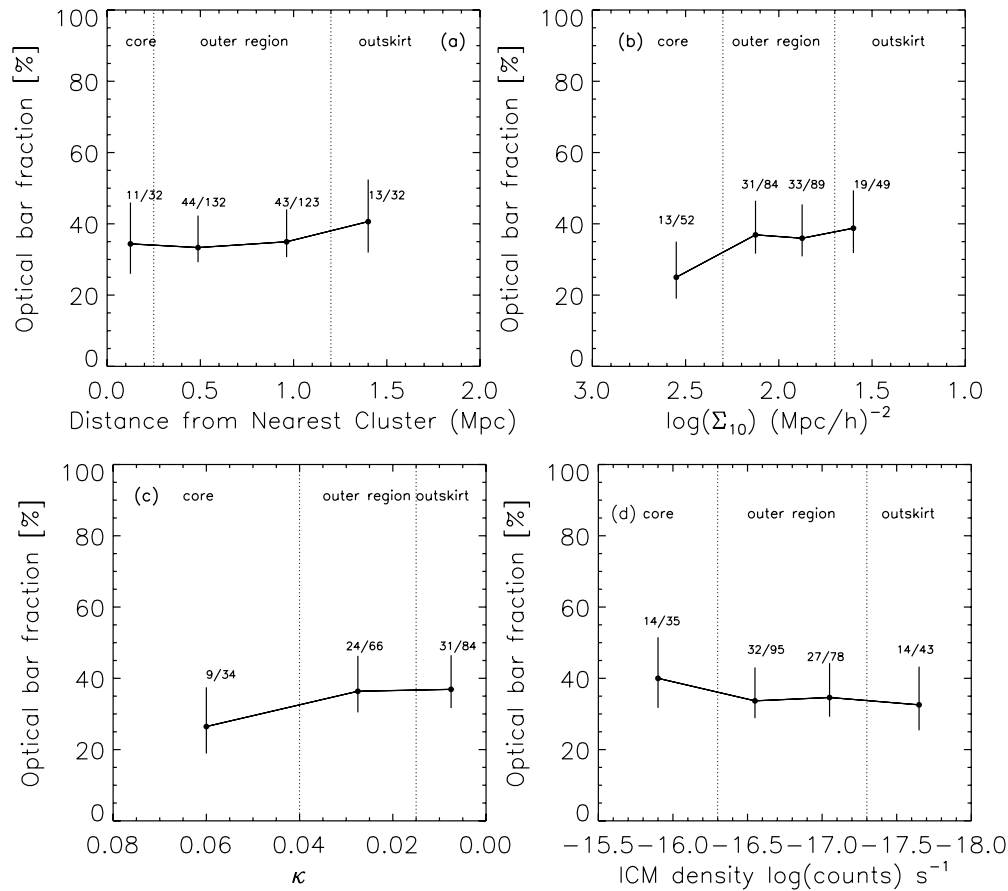 Optical bar fraction [%]
100
80
60
40
20
0
core
outer region
outskirt
(a)
11/32
44/132
43/123
13/32
0.0
0.5
1.0
1.5
2.0
Distance from Nearest Cluster (Mpc)
Optical bar fraction [%]
100
80
60
40
20
0
(b)
core
outer region
outskirt
13/52
31/84
33/89
19/49
3.0
2.5
2.0
1.5
1.0
log(Σ₁₀) (Mpc/h)⁻²
Optical bar fraction [%]
100
80
60
40
20
0
(c)
core
outer region
outskirt
9/34
24/66
31/84
0.08
0.06
0.04
0.02
0.00
κ
Optical bar fraction [%]
100
80
60
40
20
0
(d)
core
outer region
outskirt
14/35
32/95
27/78
14/43
−15.5
−16.0
−16.5
−17.0
−17.5
−18.0
ICM density log(counts) s⁻¹